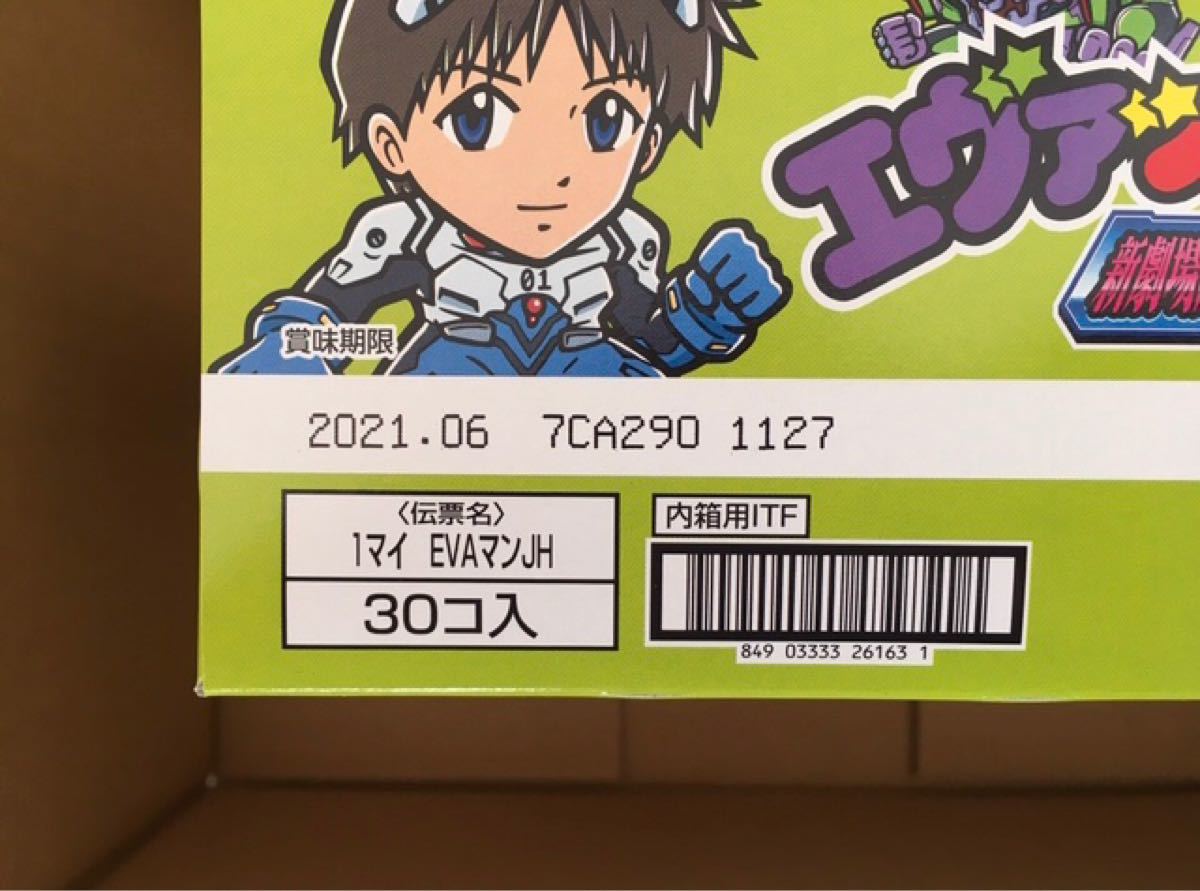 エヴァ
新劇場
01
賞味期限
2021.06 7CA290 1127
〈伝票名〉
1マイ EVAマンJH
30コ入
内箱用ITF
849 03333 26163 1